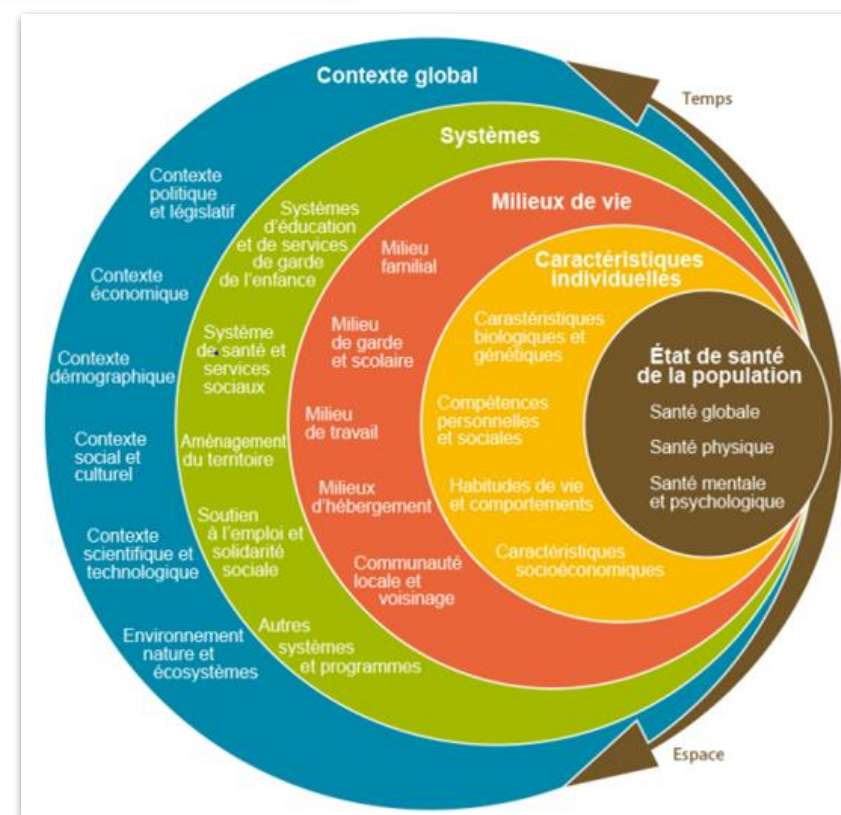 Contexte global
Temps
Systèmes
Contexte
politique
et législatif
Contexte
économique
Contexte
démographique
Contexte
social et
culturel
Contexte
scientifique et
technologique
Environnement
nature et
écosystèmes
Systèmes
d'éducation
et de services
de garde
de l'enfance
Système
de santé et
services
sociaux
Aménagement
du territoire
Soutien
à l'emploi et
solidarité
sociale
Autres
systèmes
et programmes
Milieux de vie
Milieu
familial
Milieu
de garde
et scolaire
Milieu
de travail
Milieux
d'hébergement
Communauté
locale et
voisinage
Caractéristiques
individuelles
Carastéristiques
biologiques et
génétiques
Compétences
personnelles
et sociales
Habitudes de vie
et comportements
Caractéristiques
socioéconomiques
État de santé
de la population
Santé globale
Santé physique
Santé mentale
et psychologique
Espace